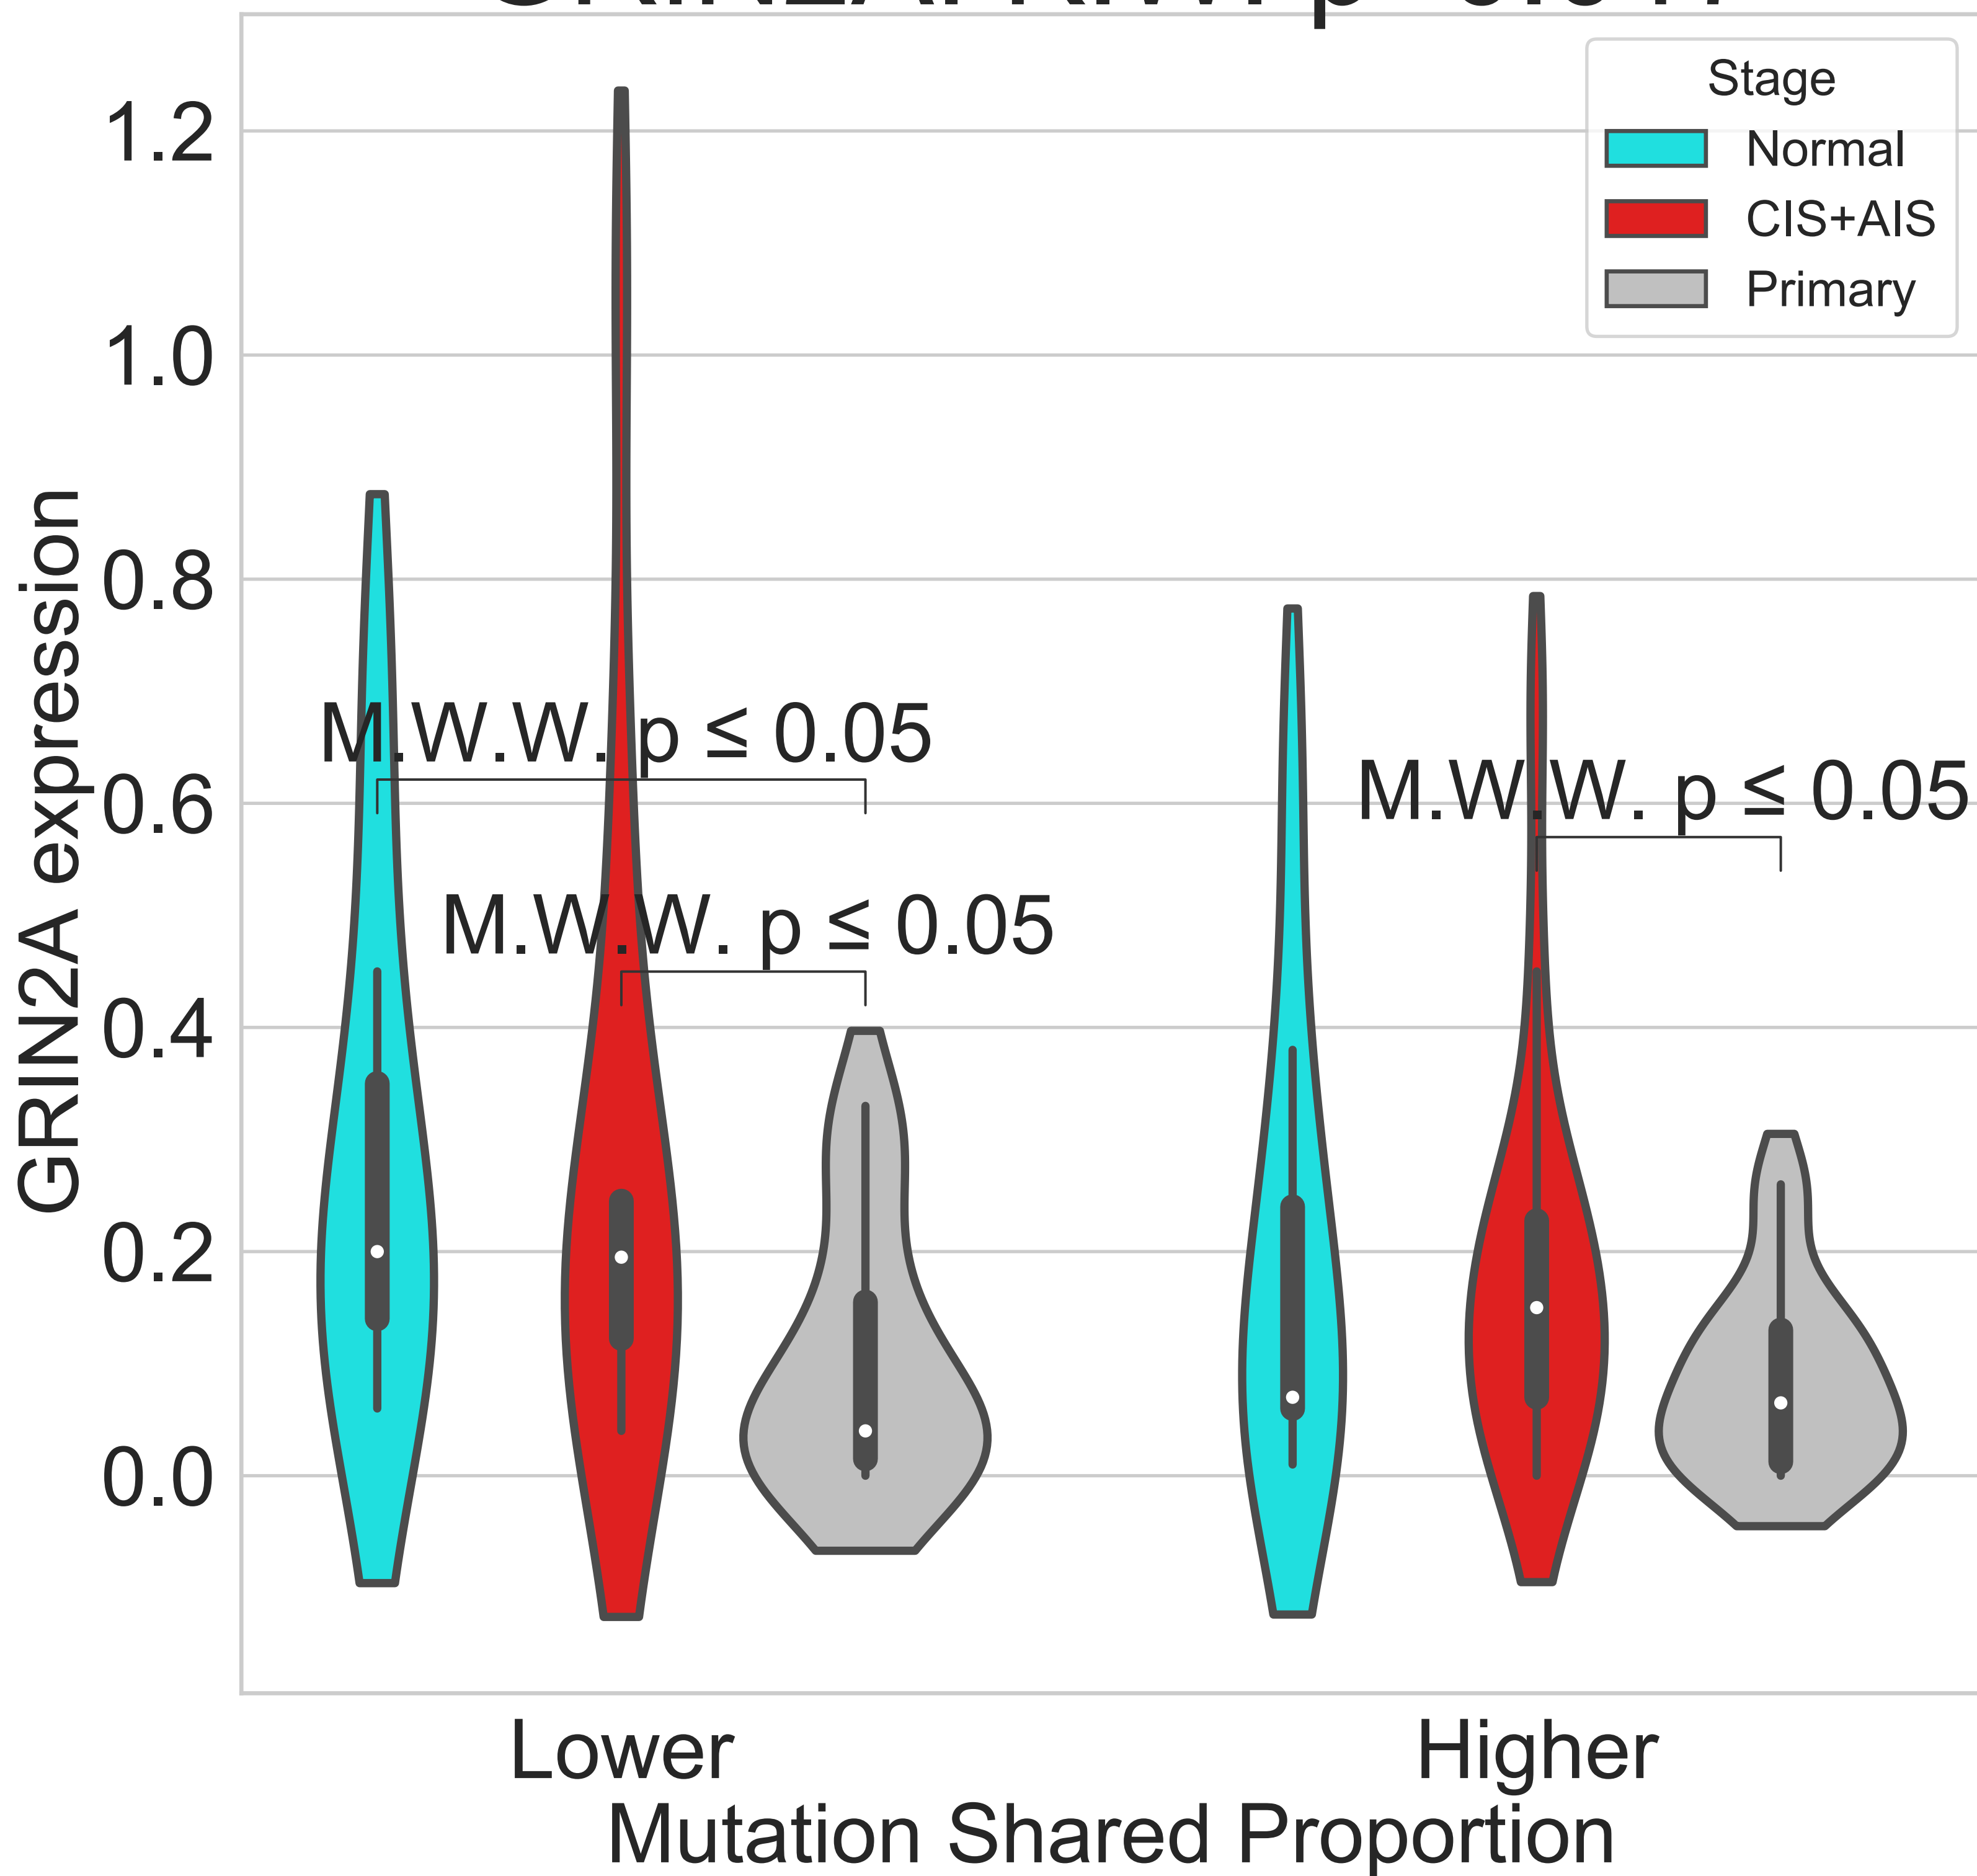 Stage
Normal
CIS+AIS
Primary
1.2
1.0
0.8
0.6
0.4
0.2
0.0
GRIN2A expression
M.W.W. p ≤ 0.05
M.W.W. p ≤ 0.05
M.W.W. p ≤ 0.05
Lower
Higher
Mutation Shared Proportion